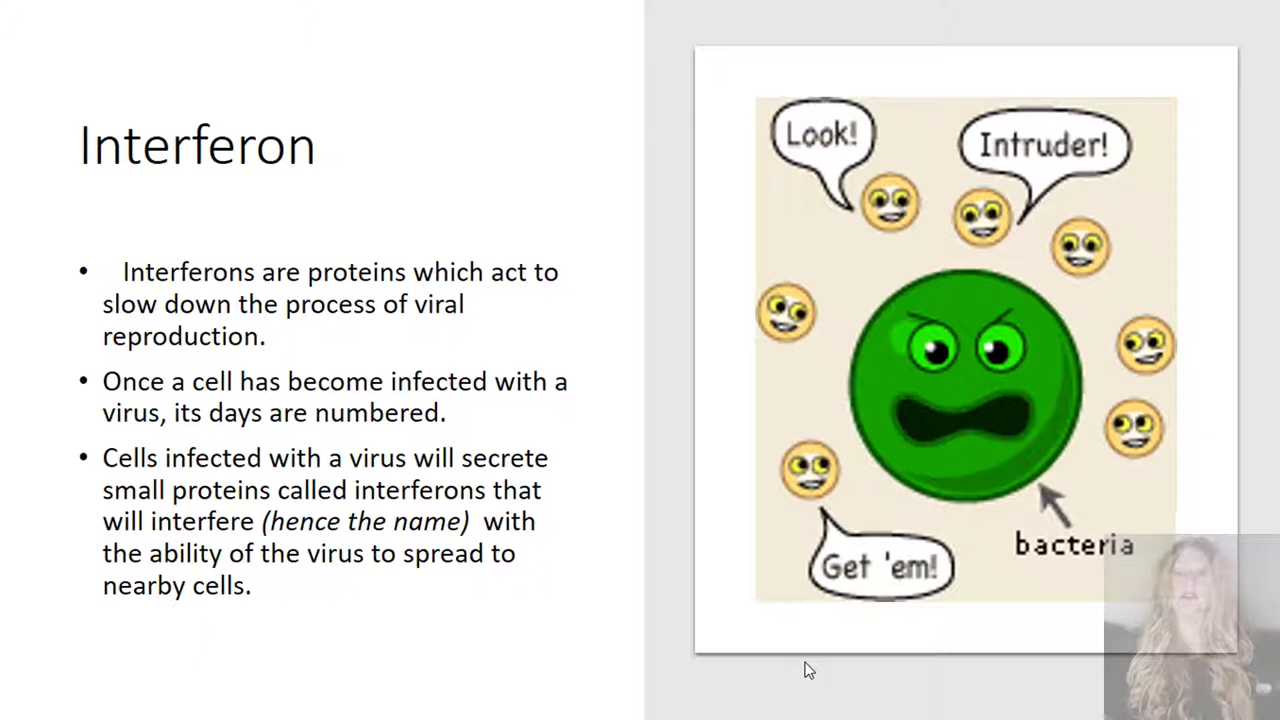 Interferon
• Interferons are proteins which act to
slow down the process of viral
reproduction.
• Once a cell has become infected with a
virus, its days are numbered.
• Cells infected with a virus will secrete
small proteins called interferons that
will interfere (hence the name) with
the ability of the virus to spread to
nearby cells.
Look!
Intruder!
Get 'em!
bacteria